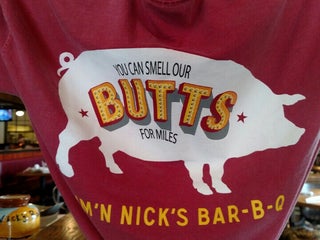 YOU CAN SMELL OUR
BUTTS
FOR MILES
M'N NICK'S BAR-B-Q